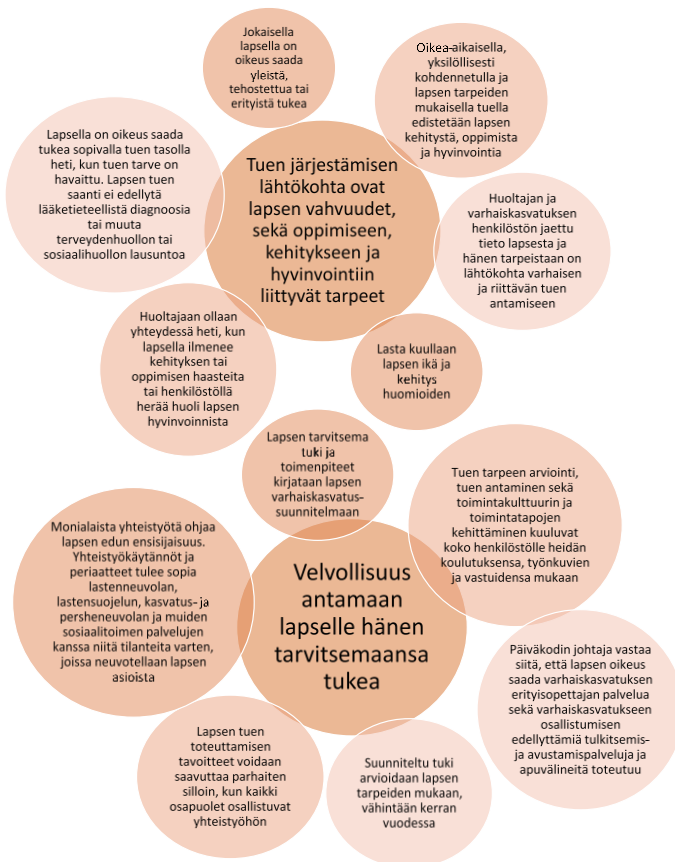 Jokaisella
lapsella on
oikeus saada
yleistä,
tehostettua tai
erityistä tukea
Oikea-aikaisella,
yksilöllisesti
kohdennetulla ja
lapsen tarpeiden
mukaisella tuella
edistetään lapsen
kehitystä, oppimista
ja hyvinvointia
Lapsella on oikeus saada
tukea sopivalla tuen tasolla
heti, kun tuen tarve on
havaittu. Lapsen tuen
saanti ei edellytä
lääketieteellistä diagnoosia
tai muuta
terveydenhuollon tai
sosiaalihuollon lausuntoa
Tuen järjestämisen
lähtökohta ovat
lapsen vahvuudet,
sekä oppimiseen,
kehitykseen ja
hyvinvointiin
liittyvät tarpeet
Huoltajan ja
varhaiskasvatuksen
henkilöstön jaettu
tieto lapsesta ja
hänen tarpeistaan on
lähtökohta varhaisen
ja riittävän tuen
antamiseen
Huoltajaan ollaan
yhteydessä heti, kun
lapsella ilmenee
kehityksen tai
oppimisen haasteita
tai henkilöstöllä
herää huoli lapsen
hyvinvoinnista
Lasta kuullaan
lapsen ikä ja
kehitys
huomioiden
Lapsen tarvitsema
tuki ja
toimenpiteet
kirjataan lapsen
varhaiskasvatus-
suunnitelmaan
Tuen tarpeen arviointi,
tuen antaminen sekä
toimintakulttuurin ja
toimintatapojen
kehittäminen kuuluvat
koko henkilöstölle heidän
koulutuksensa, työnkuvien
ja vastuidensa mukaan
Monialaista yhteistyötä ohjaa
lapsen edun ensisijaisuus.
Yhteistyökäytännöt ja
periaatteet tulee sopia
lastenneuvolan,
lastensuojelun, kasvatus- ja
persheneuvolan ja muiden
sosiaalitoimen palvelujen
kanssa niitä tilanteita varten,
joissa neuvotellaan lapsen
asioista
Velvollisuus
antamaan
lapselle hänen
tarvitsemaansa
tukea
Päiväkodin johtaja vastaa
siitä, että lapsen oikeus
saada varhaiskasvatuksen
erityisopettajan palvelua
sekä varhaiskasvatukseen
osallistumisen
edellyttämiä tulkitsemis-
ja avustamispalveluja ja
apuvälineitä toteutuu
Lapsen tuen
toteuttamisen
tavoitteet voidaan
saavuttaa parhaiten
silloin, kun kaikki
osapuolet osallistuvat
yhteistyöhön
Suunniteltu tuki
arvioidaan lapsen
tarpeiden mukaan,
vähintään kerran
vuodessa